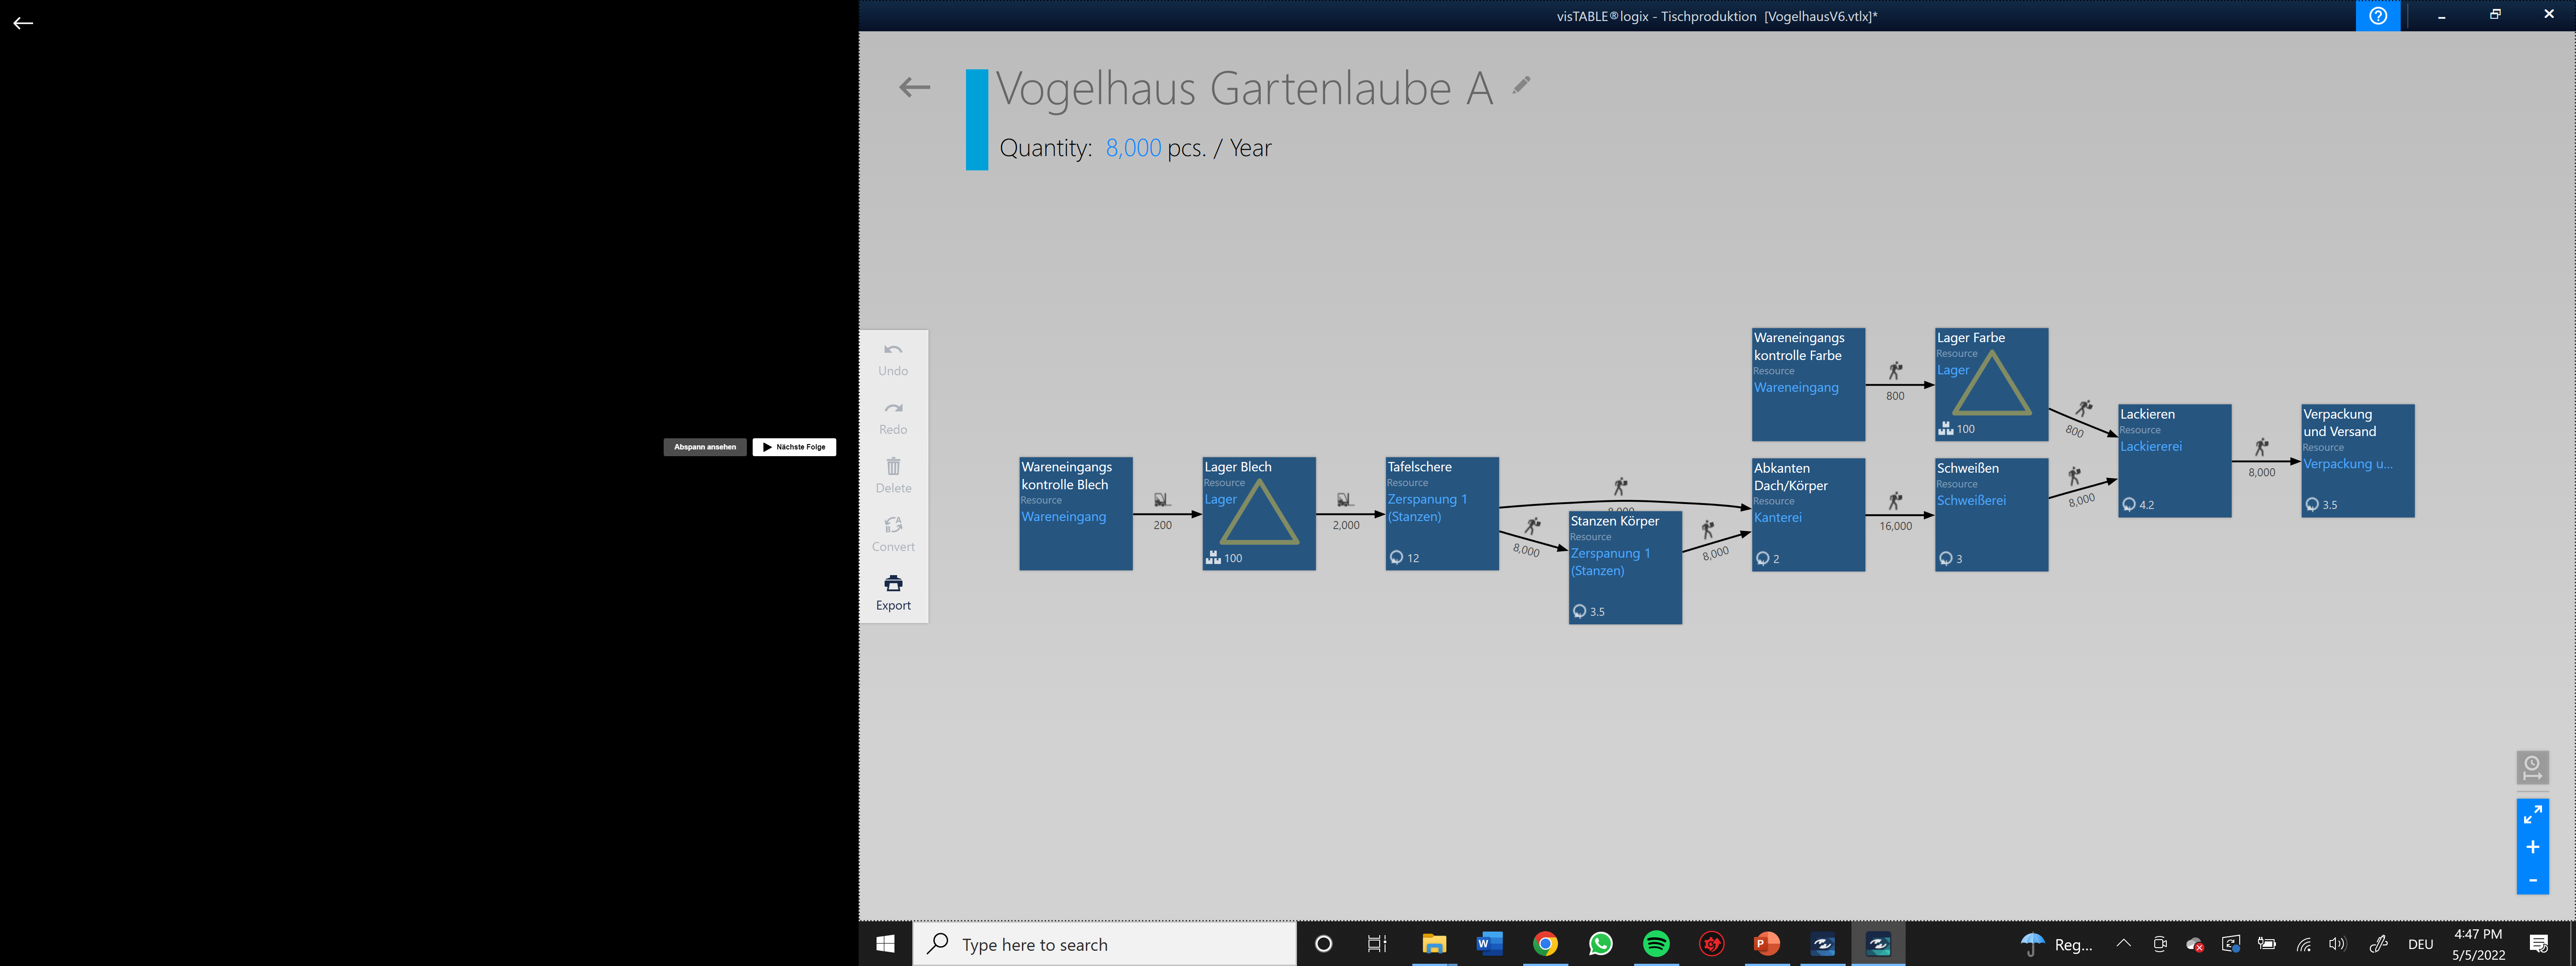 visTABLE®logix - Tischproduktion [VogelhausV6.vtlx]*
Vogelhaus Gartenlaube A
Quantity: 8,000 pcs. / Year
Abspann ansehen
Nächste Folge
Undo
Redo
Delete
Convert
Export
Wareneingangs
kontrolle Blech
Resource
Wareneingang
200
Lager Blech
Resource
Lager
100
2,000
Tafelschere
Resource
Zerspanung 1
(Stanzen)
12
8,000
Stanzen Körper
Resource
Zerspanung 1
(Stanzen)
3.5
8,000
Wareneingangs
kontrolle Farbe
Resource
Wareneingang
800
Lager Farbe
Resource
Lager
100
800
Abkanten
Dach/Körper
Resource
Kanterei
2
16,000
Schweißen
Resource
Schweißerei
3
8,000
Lackieren
Resource
Lackiererei
4.2
8,000
Verpackung
und Versand
Resource
Verpackung u...
3.5
Type here to search
Reg...
DEU
4:47 PM
5/5/2022